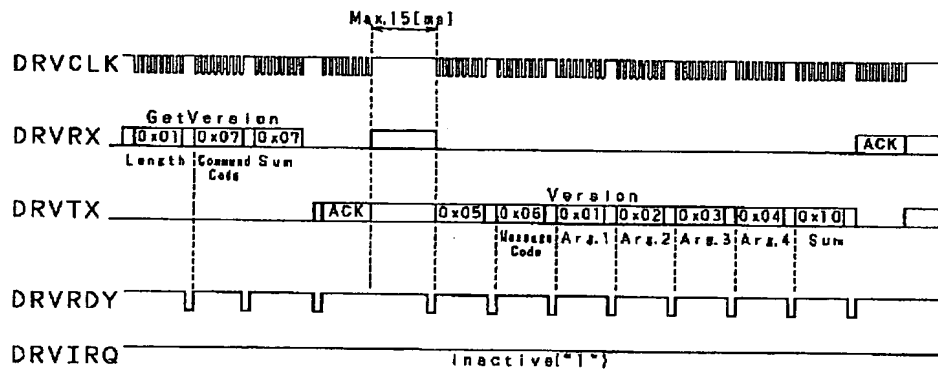 Max.15[ms]
DRVCLK
GetVersion
DRVRX 0x01 0x07 0x07 ACK
Length Command Code Sum
Version
DRVTX ACK 0x05 0x06 0x01 0x02 0x03 0x04 0x10
Message Code Arg.1 Arg.2 Arg.3 Arg.4 Sum
DRVRDY
DRVIRQ
Inactive("1")